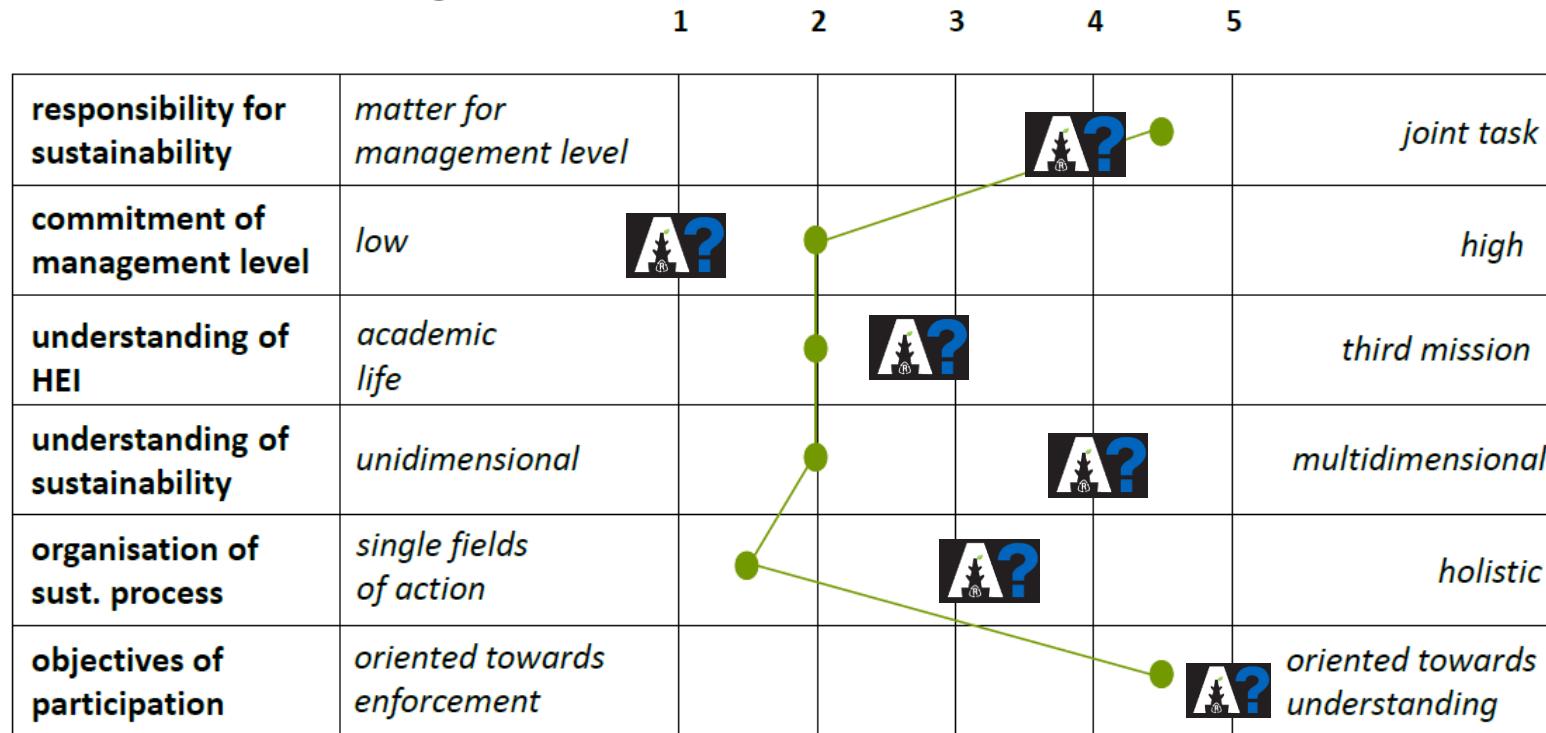 1 2 3 4 5
responsibility for
sustainability
matter for
management level
A?
joint task
commitment of
management level
low
A?
high
understanding of
HEI
academic
life
A?
third mission
understanding of
sustainability
unidimensional
A?
multidimensional
organisation of
sust. process
single fields
of action
A?
holistic
objectives of
participation
oriented towards
enforcement
A?
oriented towards
understanding